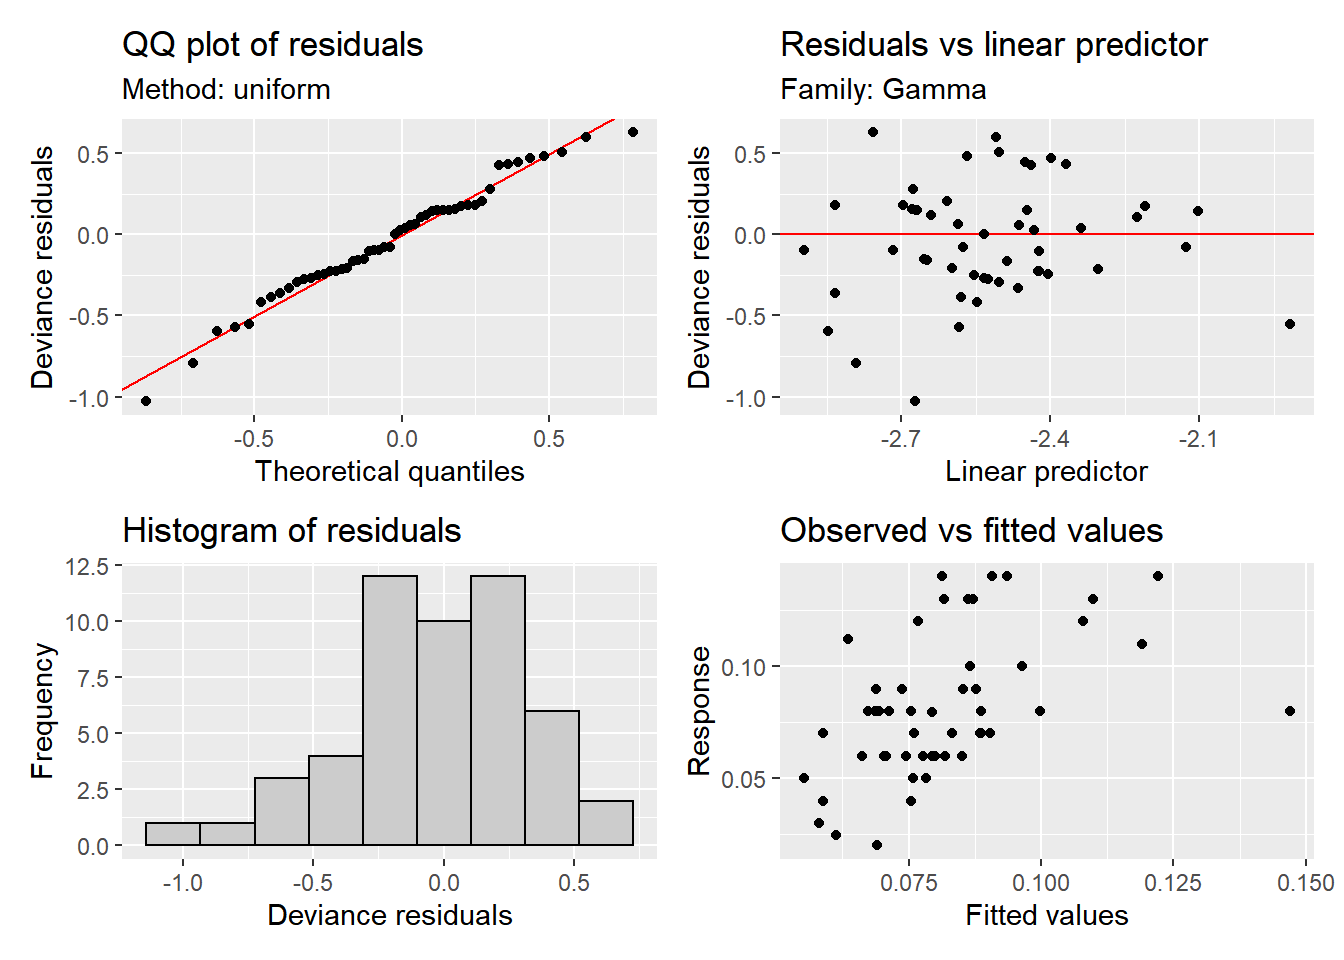 QQ plot of residuals
Method: uniform
Deviance residuals
0.5
0.0
-0.5
-1.0
-0.5
0.0
0.5
Theoretical quantiles
Residuals vs linear predictor
Family: Gamma
Deviance residuals
0.5
0.0
-0.5
-1.0
-2.7
-2.4
-2.1
Linear predictor
Histogram of residuals
Frequency
12.5
10.0
7.5
5.0
2.5
0.0
-1.0
-0.5
0.0
0.5
Deviance residuals
Observed vs fitted values
Response
0.10
0.05
0.075
0.100
0.125
0.150
Fitted values